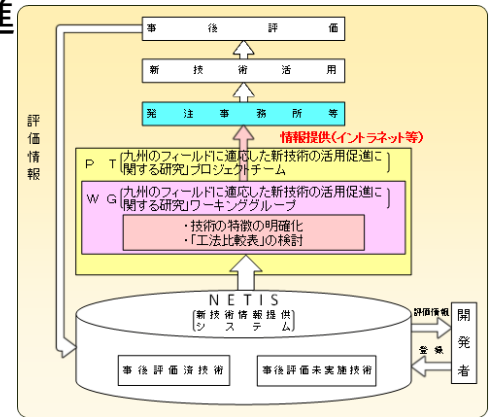 進
事後評価
新技術活用
発注事務所等
情報提供(イントラネット等)
評価情報
PT〔九州のフィールドに適応した新技術の活用促進に
関する研究〕プロジェクトチーム
WG〔九州のフィールドに適応した新技術の活用促進に
関する研究〕ワーキンググループ
・技術の特徴の明確化
・「工法比較表」の検討
NETIS
〔新技術情報提供
システム〕
事後評価済技術
事後評価未実施技術
評価情報
登録
開発者